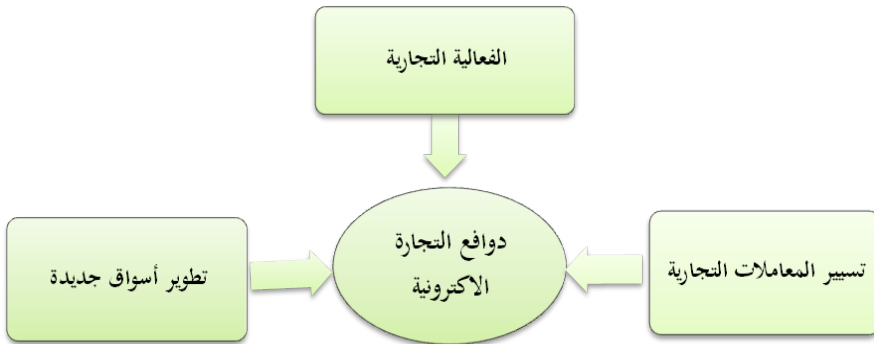 الفعالية التجارية
دوافع التجارة
الاكترونية
تسيير المعاملات التجارية
تطوير أسواق جديدة